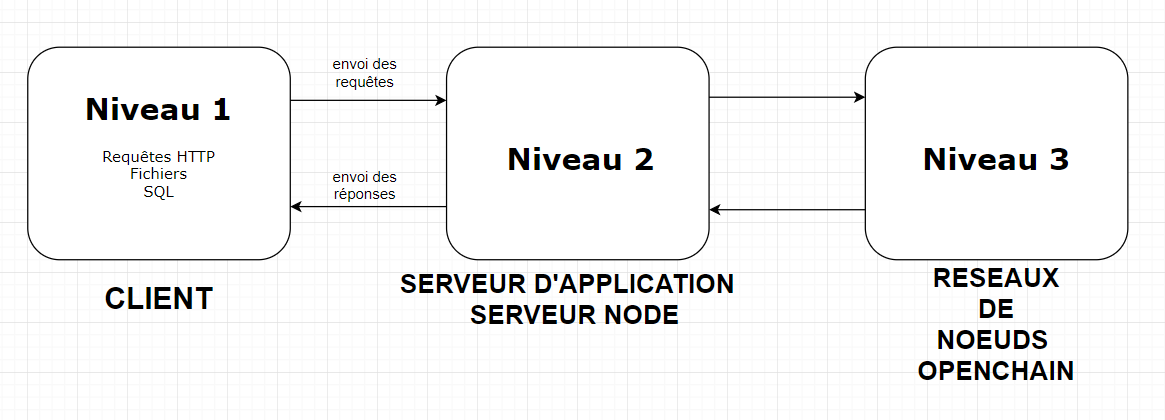 Niveau 1
Requêtes HTTP
Fichiers
SQL
CLIENT
envoi des
requêtes
envoi des
réponses
Niveau 2
SERVEUR D'APPLICATION
SERVEUR NODE
Niveau 3
RESEAUX
DE
NOEUDS
OPENCHAIN